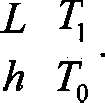 L T₁
h T₀.